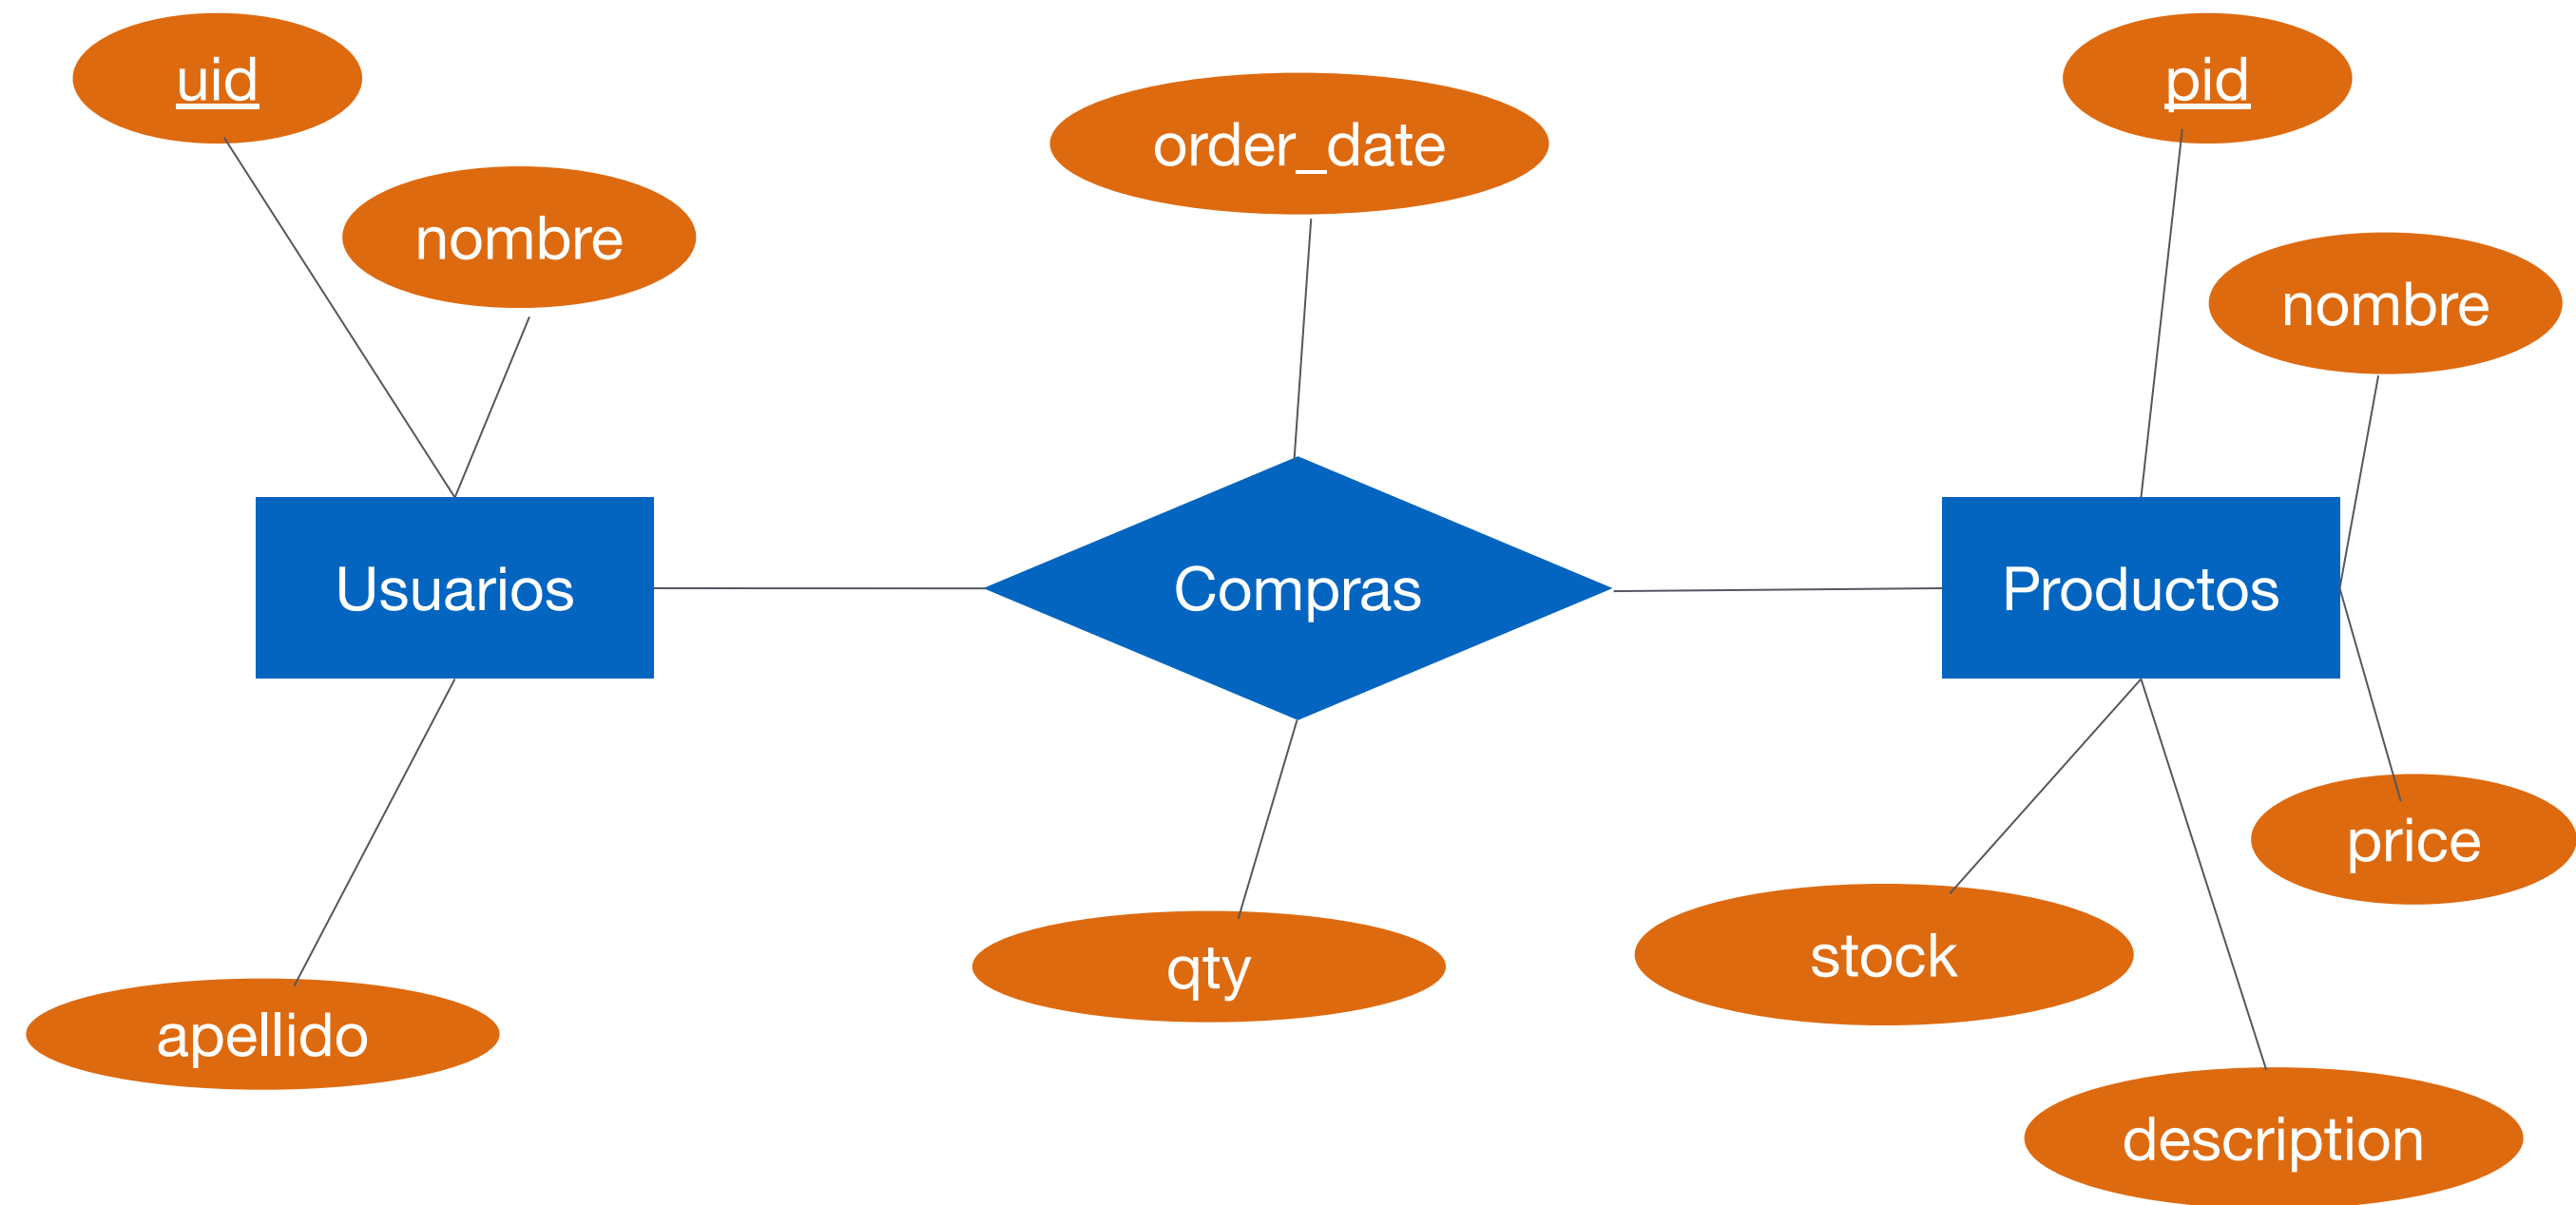 uid
pid
order_date
nombre
nombre
Usuarios
Compras
Productos
price
stock
qty
apellido
description